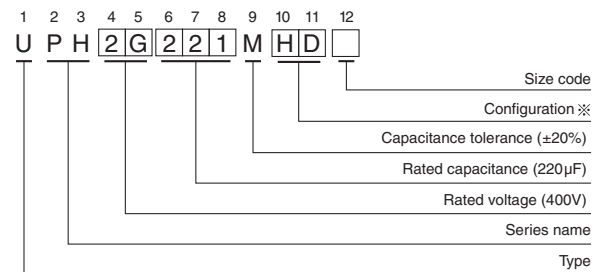 1 2 3 4 5 6 7 8 9 10 11 12
U P H 2 G 2 2 1 M H D
Size code
Configuration ※
Capacitance tolerance (±20%)
Rated capacitance (220µF)
Rated voltage (400V)
Series name
Type